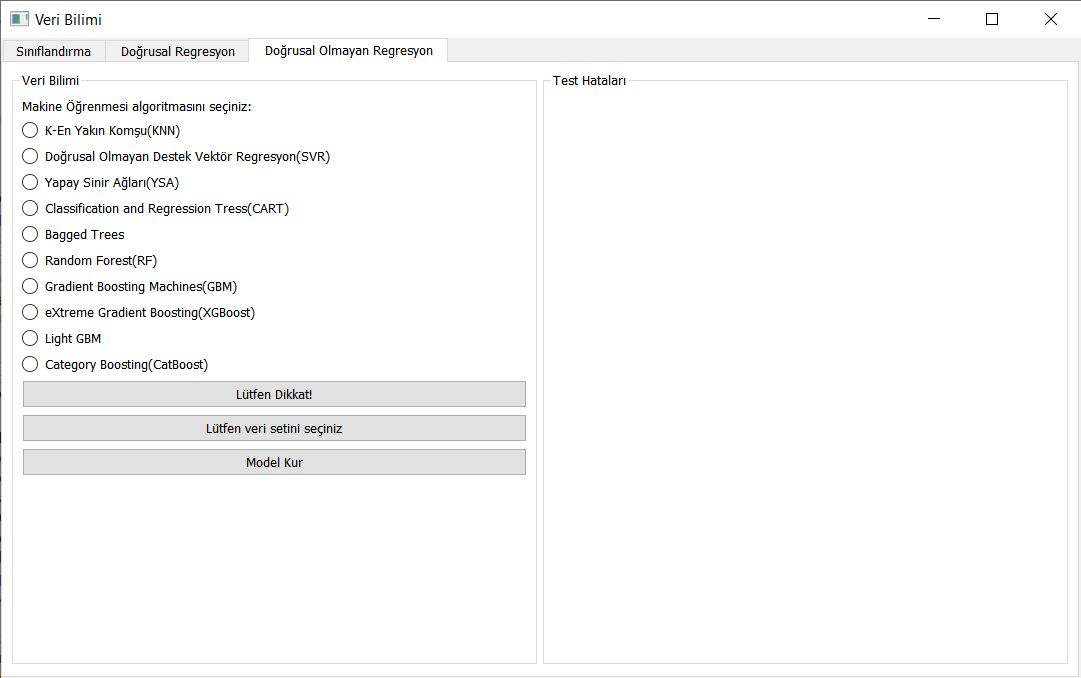 Veri Bilimi
Sınıflandırma
Doğrusal Regresyon
Doğrusal Olmayan Regresyon
Veri Bilimi
Makine Öğrenmesi algoritmasını seçiniz:
K-En Yakın Komşu(KNN)
Doğrusal Olmayan Destek Vektör Regresyon(SVR)
Yapay Sinir Ağları(YSA)
Classification and Regression Tress(CART)
Bagged Trees
Random Forest(RF)
Gradient Boosting Machines(GBM)
eXtreme Gradient Boosting(XGBoost)
Light GBM
Category Boosting(CatBoost)
Lütfen Dikkat!
Lütfen veri setini seçiniz
Model Kur
Test Hataları